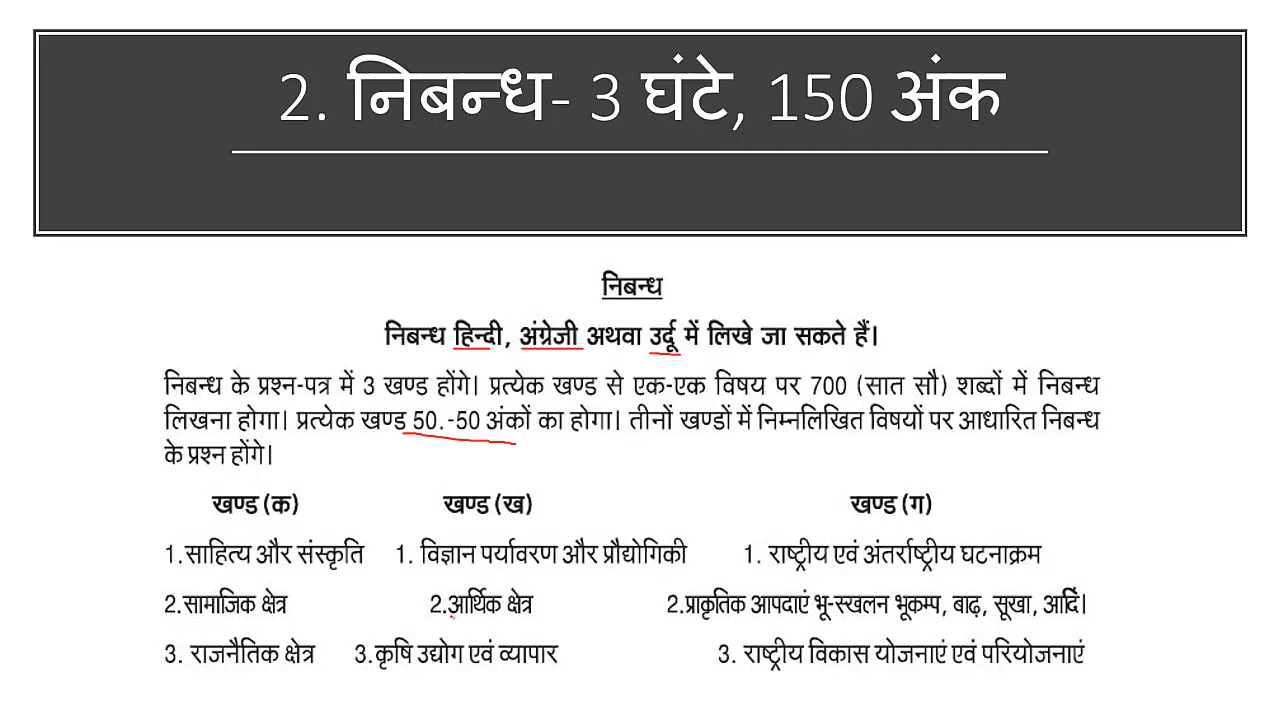 2. निबन्ध- 3 घंटे, 150 अंक
निबन्ध
निबन्ध हिन्दी, अंग्रेजी अथवा उर्दू में लिखे जा सकते हैं।
निबन्ध के प्रश्न-पत्र में 3 खण्ड होंगे। प्रत्येक खण्ड से एक-एक विषय पर 700 (सात सौ) शब्दों में निबन्ध
लिखना होगा। प्रत्येक खण्ड 50.-50 अंकों का होगा। तीनों खण्डों में निम्नलिखित विषयों पर आधारित निबन्ध
के प्रश्न होंगे।
खण्ड (क) खण्ड (ख) खण्ड (ग)
1.साहित्य और संस्कृति 1. विज्ञान पर्यावरण और प्रौद्योगिकी 1. राष्ट्रीय एवं अंतर्राष्ट्रीय घटनाक्रम
2.सामाजिक क्षेत्र 2.आर्थिक क्षेत्र 2.प्राकृतिक आपदाएं भू-स्खलन भूकम्प, बाढ़, सूखा, आदिं।
3. राजनैतिक क्षेत्र 3.कृषि उद्योग एवं व्यापार 3. राष्ट्रीय विकास योजनाएं एवं परियोजनाएं